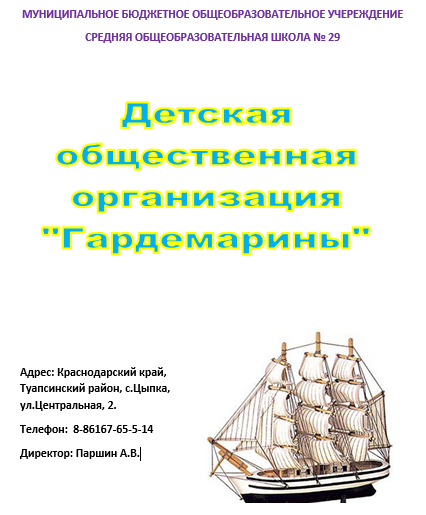 МУНИЦИПАЛЬНОЕ БЮДЖЕТНОЕ ОБЩЕОБРАЗОВАТЕЛЬНОЕ УЧЕРЕЖДЕНИЕ
СРЕДНЯЯ ОБЩЕОБРАЗОВАТЕЛЬНАЯ ШКОЛА № 29
Детская
общественная
организация
"Гардемарины"
Адрес: Краснодарский край,
Туапсинский район, с.Цыпка,
ул.Центральная, 2.
Телефон: 8-86167-65-5-14
Директор: Паршин А.В.